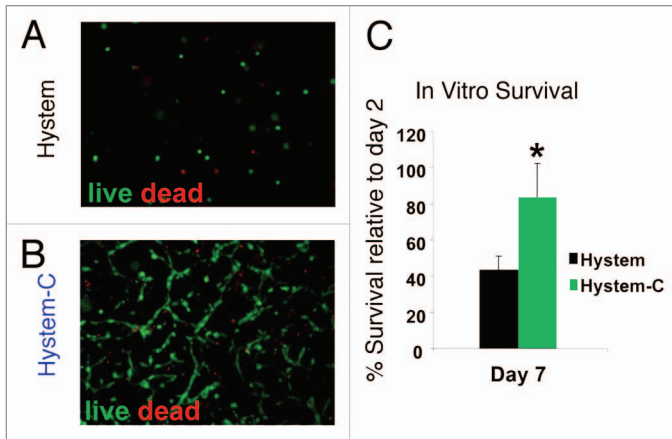 A
Hystem
live dead
B
Hystem-C
live dead
C
In Vitro Survival
% Survival relative to day 2
120
100
80
60
40
20
0
*
Hystem
Hystem-C
Day 7